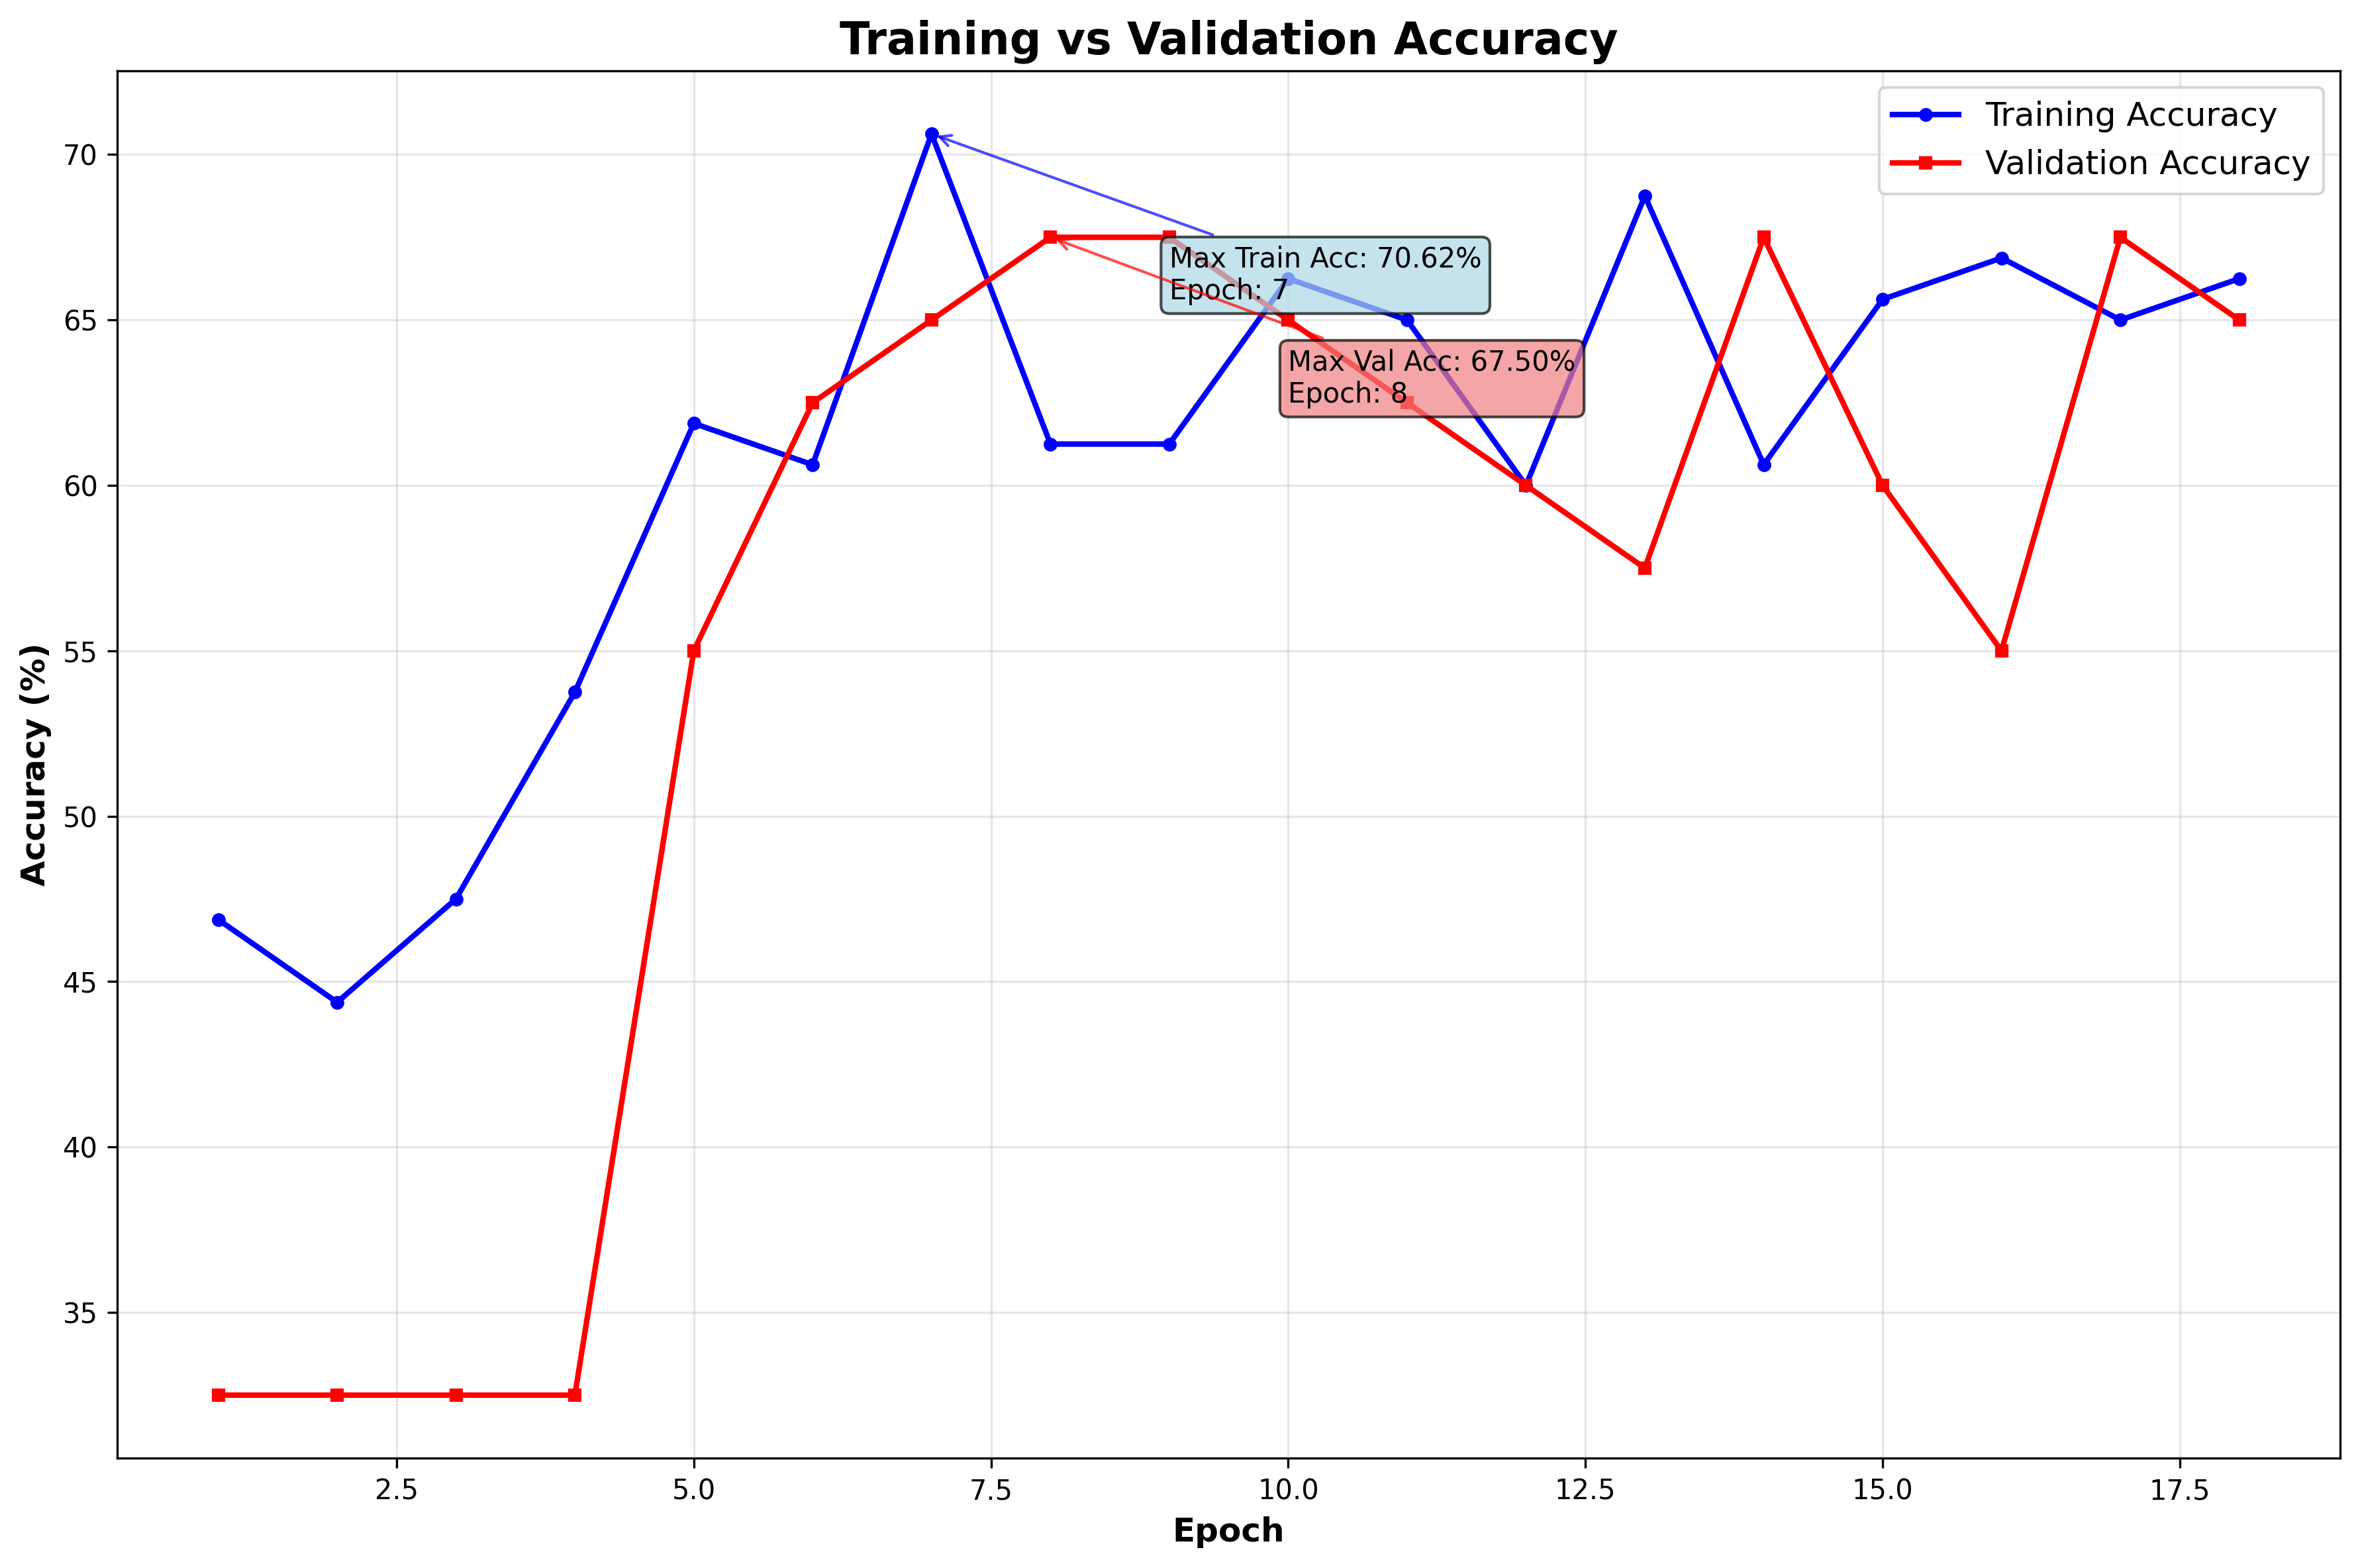 Training vs Validation Accuracy
Training Accuracy
Validation Accuracy
Max Train Acc: 70.62%
Epoch: 7
Max Val Acc: 67.50%
Epoch: 8
Accuracy (%)
70
65
60
55
50
45
40
35
2.5 5.0 7.5 10.0 12.5 15.0 17.5
Epoch